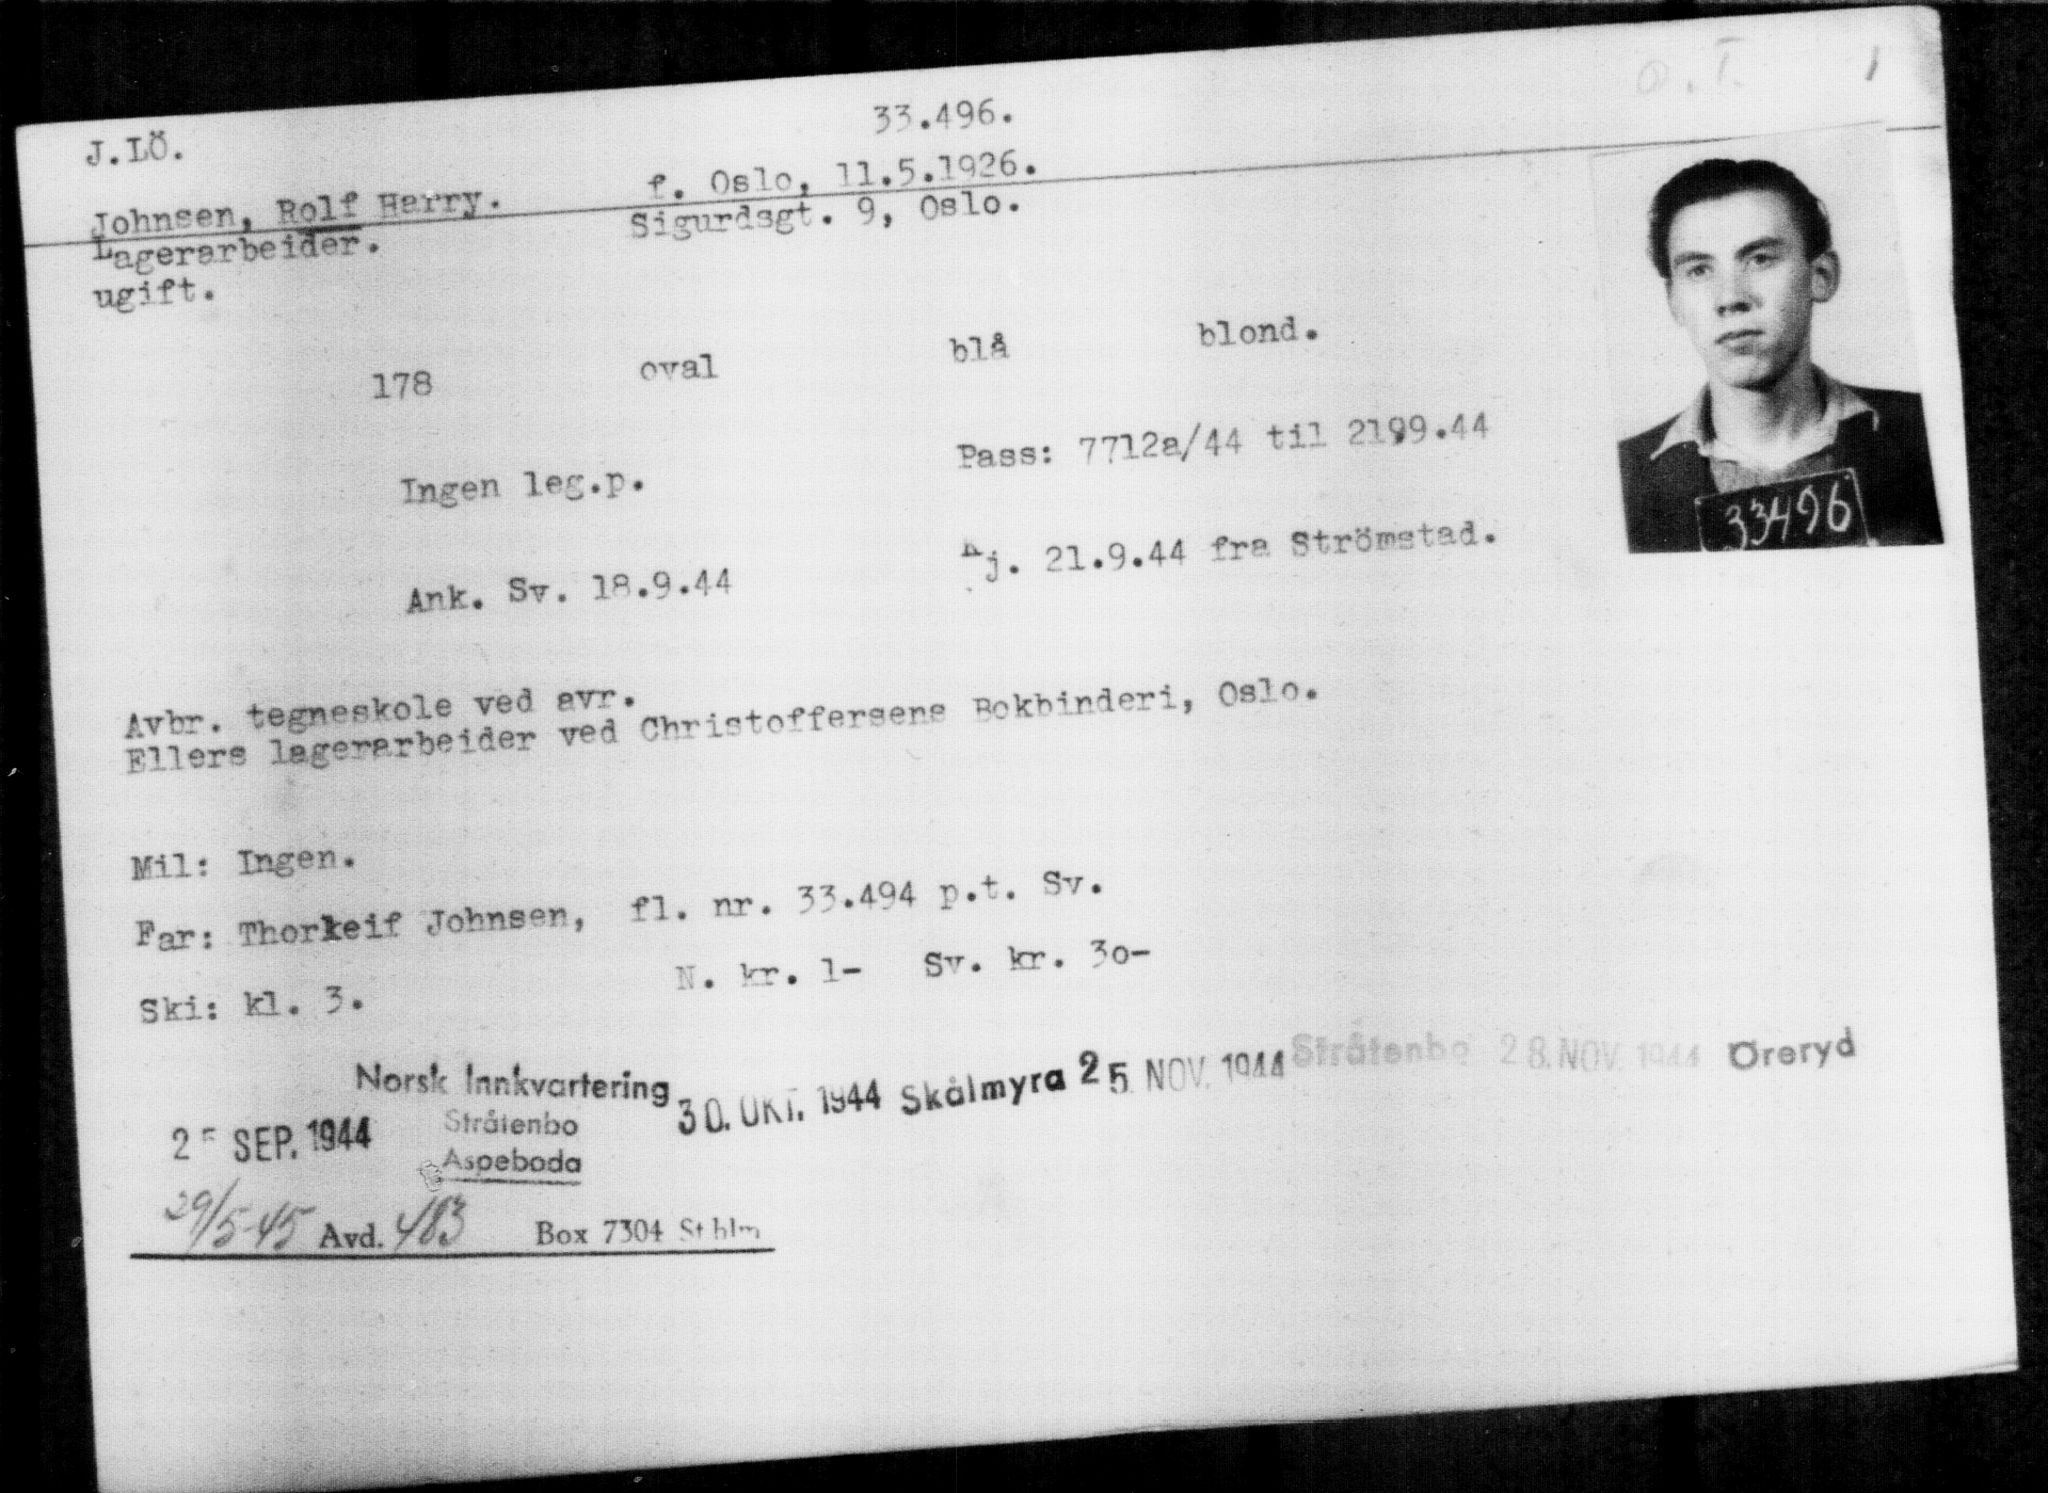 O.T. 1
33.496.
J.LÖ.
Johnsen, Rolf Harry. f. Oslo, 11.5.1926.
Lagerarbeider. Sigurdsgt. 9, Oslo.
ugift.
178 oval blå blond.
Ingen leg.p. Pass: 7712a/44 til 2199.44
33496
Ank. Sv. 18.9.44 Kj. 21.9.44 fra Strömstad.
Avbr. tegneskole ved avr.
Ellers lagerarbeider ved Christoffersens Bokbinderi, Oslo.
Mil: Ingen.
Far: Thorleif Johnsen, fl. nr. 33.494 p.t. Sv.
Ski: kl. 3. N. kr. 1- Sv. kr. 30-
Norsk Innkvartering 30. OKT. 1944 Skålmyra 25 NOV. 1944 Stråtenbo 28. NOV. 1944 Öreryd
SEP. 1944 Stråtenbo
Aspeboda
29/5-45 Avd. 483 Box 7304 Sthlm